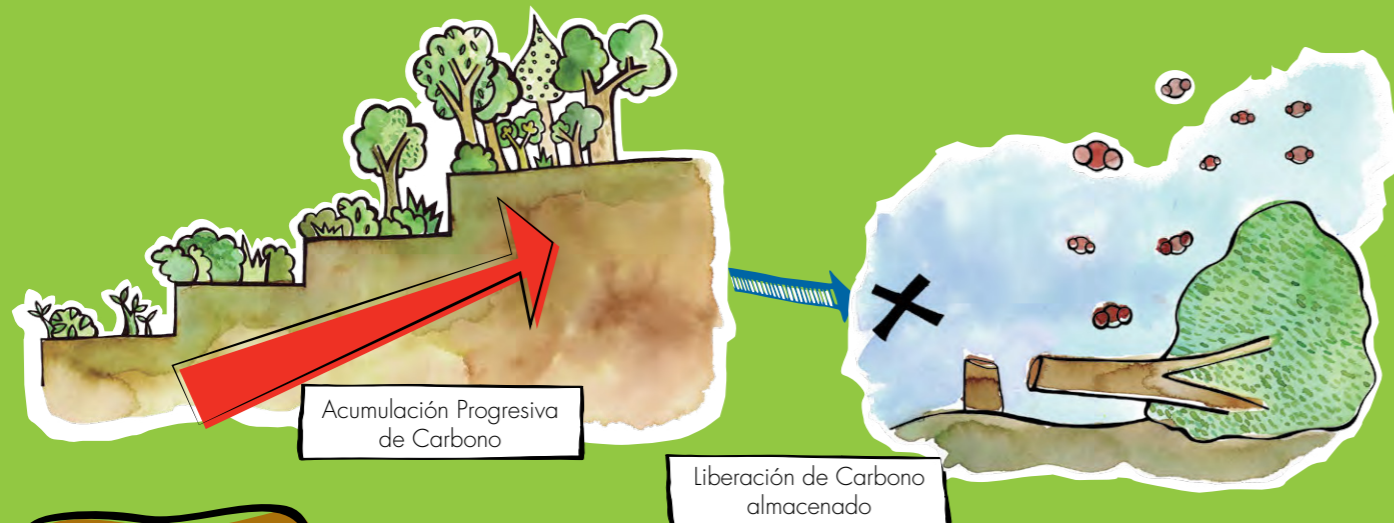 Acumulación Progresiva
de Carbono
Liberación de Carbono
almacenado